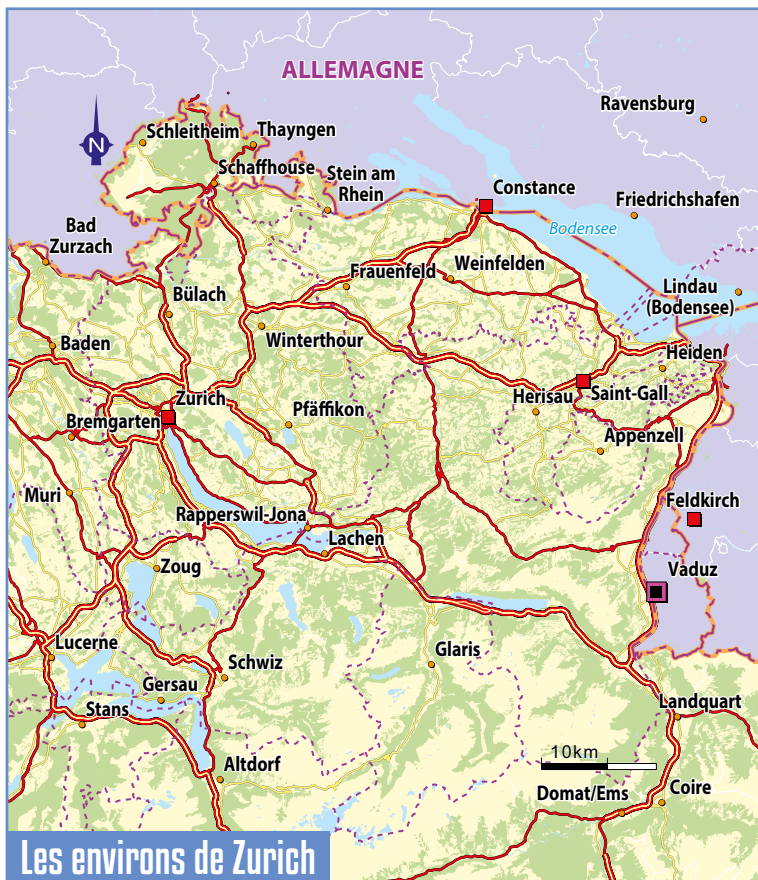 ALLEMAGNE
Ravensburg
Schleitheim
Thayngen
N
Schaffhouse
Stein am
Rhein
Constance
Friedrichshafen
Bodensee
Bad
Zurzach
Frauenfeld
Weinfelden
Lindau
(Bodensee)
Bülach
Baden
Winterthour
Heiden
Zurich
Pfäffikon
Herisau
Saint-Gall
Bremgarten
Appenzell
Muri
Feldkirch
Rapperswil-Jona
Lachen
Zoug
Vaduz
Lucerne
Schwiz
Glaris
Gersau
Stans
Landquart
Altdorf
10km
Domat/Ems
Coire
Les environs de Zurich